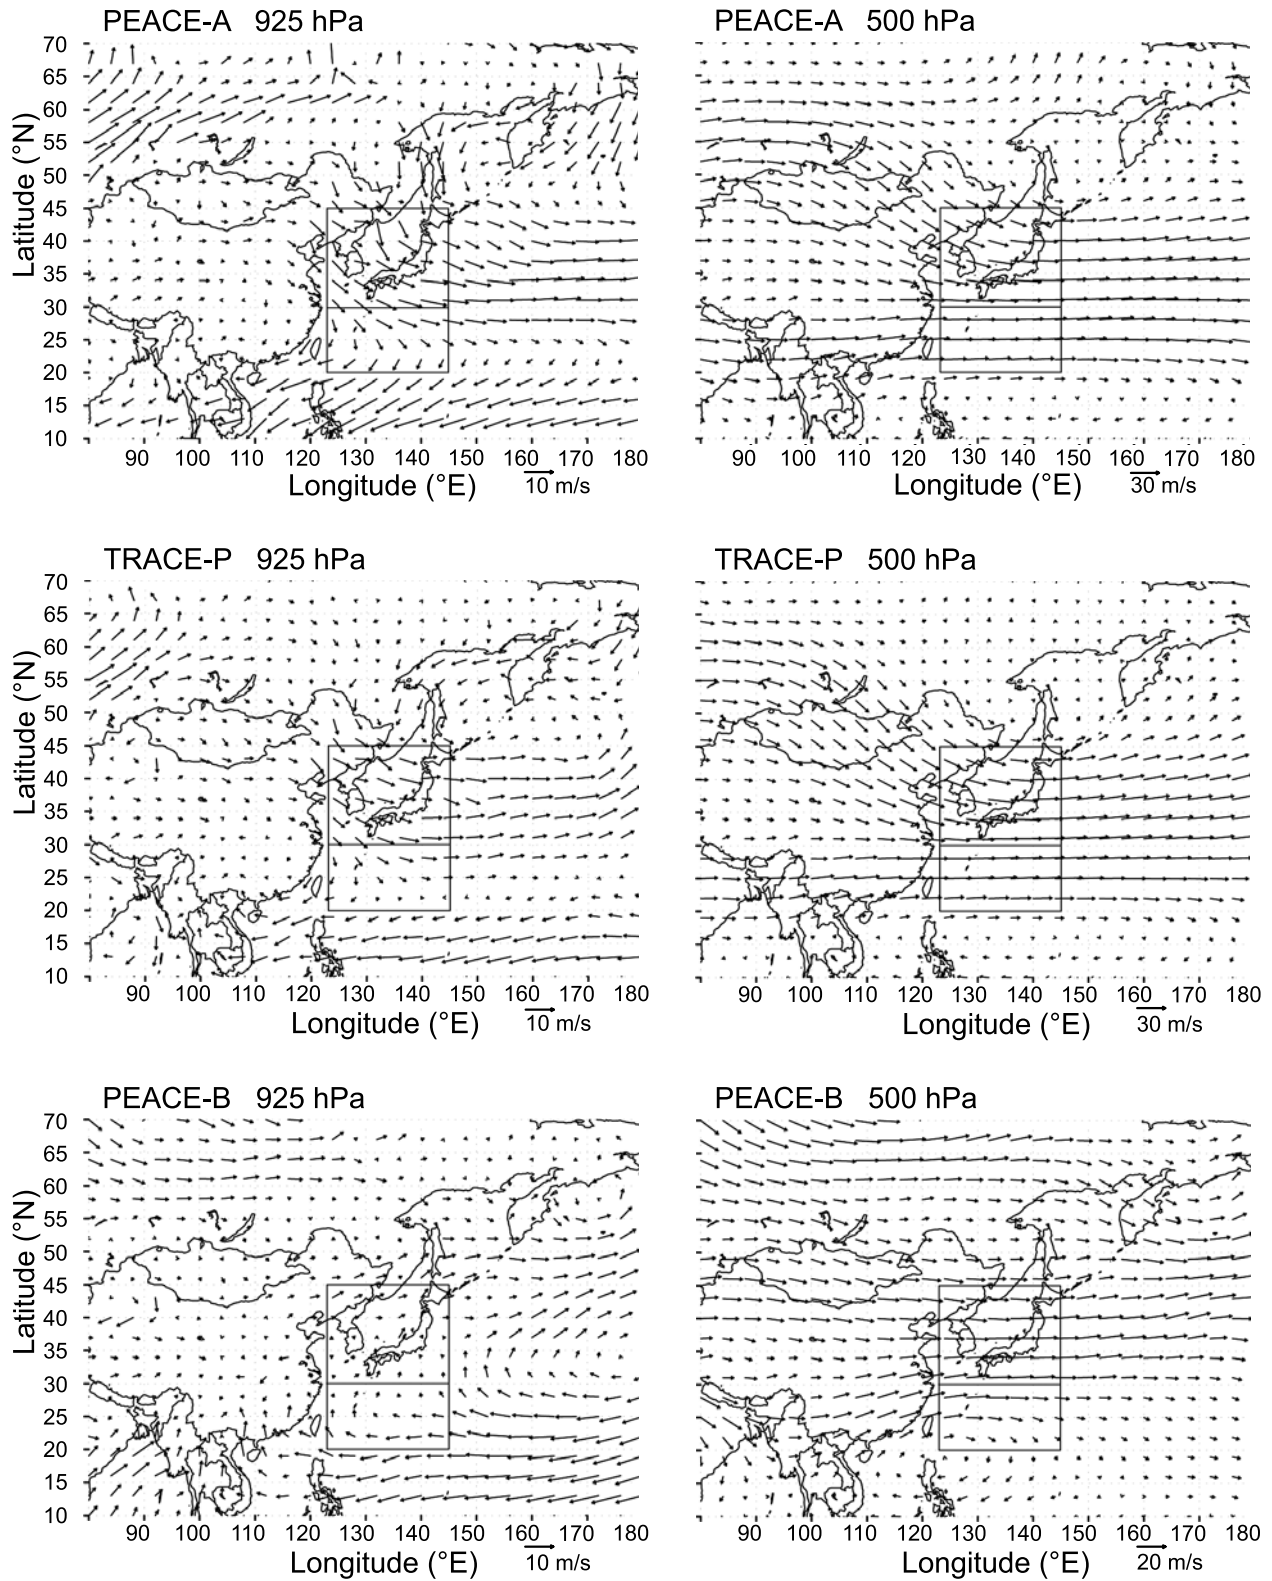 PEACE-A 925 hPa
70
65
60
55
50
45
40
35
30
25
20
15
10
Latitude (°N)
90 100 110 120 130 140 150 160 170 180
Longitude (°E)
10 m/s
PEACE-A 500 hPa
90 100 110 120 130 140 150 160 170 180
Longitude (°E)
30 m/s
TRACE-P 925 hPa
70
65
60
55
50
45
40
35
30
25
20
15
10
Latitude (°N)
90 100 110 120 130 140 150 160 170 180
Longitude (°E)
10 m/s
TRACE-P 500 hPa
90 100 110 120 130 140 150 160 170 180
Longitude (°E)
30 m/s
PEACE-B 925 hPa
70
65
60
55
50
45
40
35
30
25
20
15
10
Latitude (°N)
90 100 110 120 130 140 150 160 170 180
Longitude (°E)
10 m/s
PEACE-B 500 hPa
90 100 110 120 130 140 150 160 170 180
Longitude (°E)
20 m/s